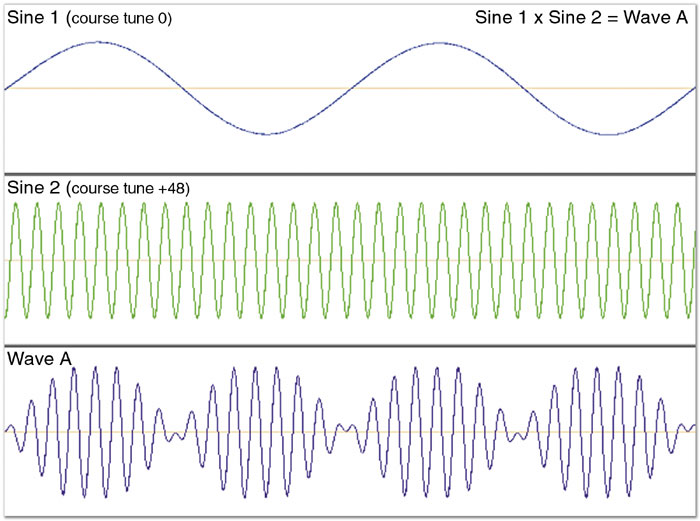 Sine 1 (course tune 0)
Sine 1 x Sine 2 = Wave A
Sine 2 (course tune +48)
Wave A